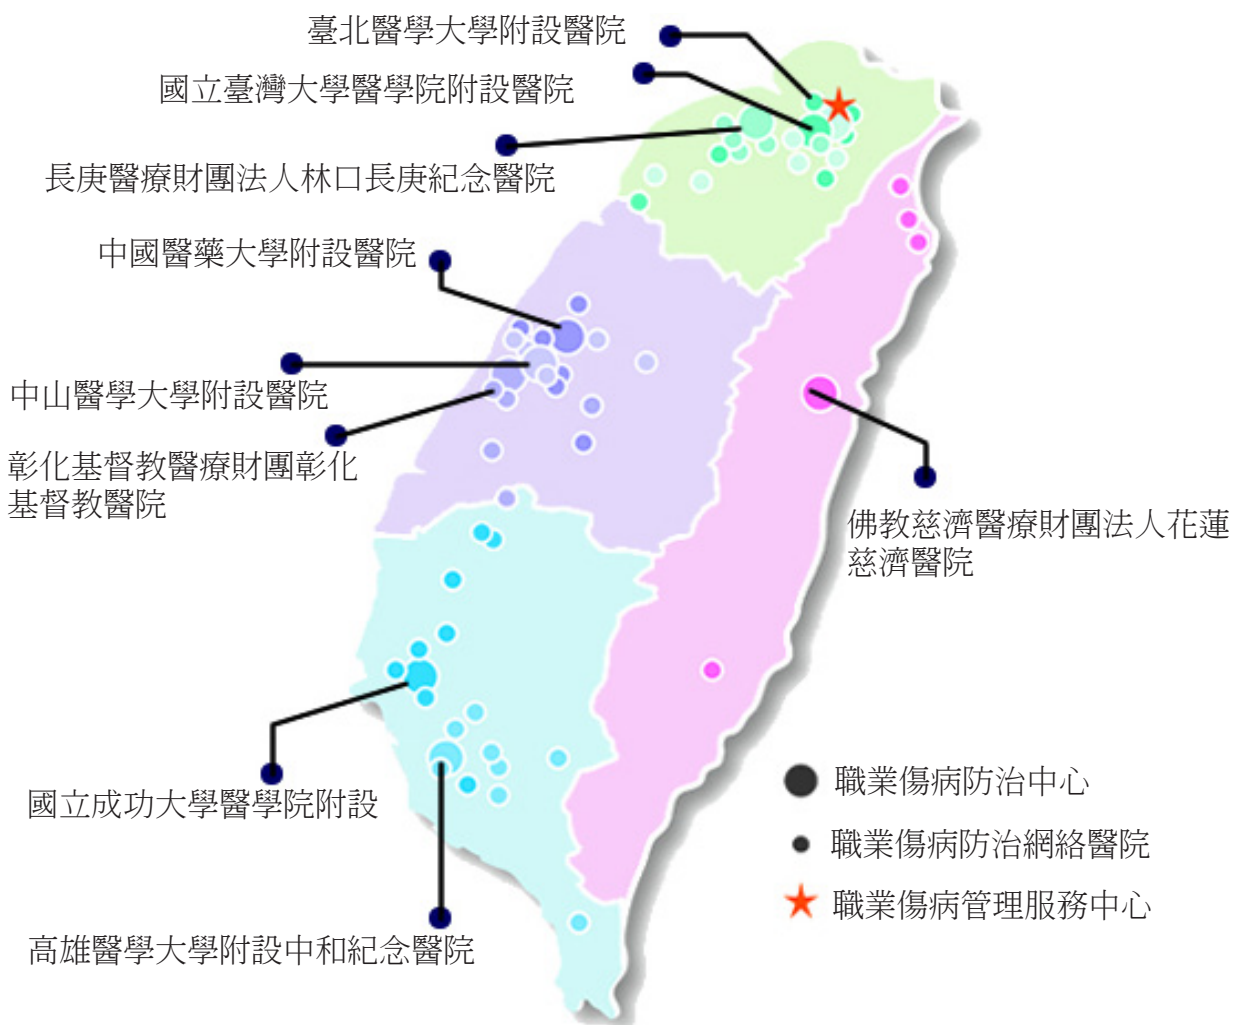 臺北醫學大學附設醫院
國立臺灣大學醫學院附設醫院
長庚醫療財團法人林口長庚紀念醫院
中國醫藥大學附設醫院
中山醫學大學附設醫院
彰化基督教醫療財團彰化
基督教醫院
佛教慈濟醫療財團法人花蓮
慈濟醫院
國立成功大學醫學院附設
高雄醫學大學附設中和紀念醫院
職業傷病防治中心
職業傷病防治網絡醫院
職業傷病管理服務中心